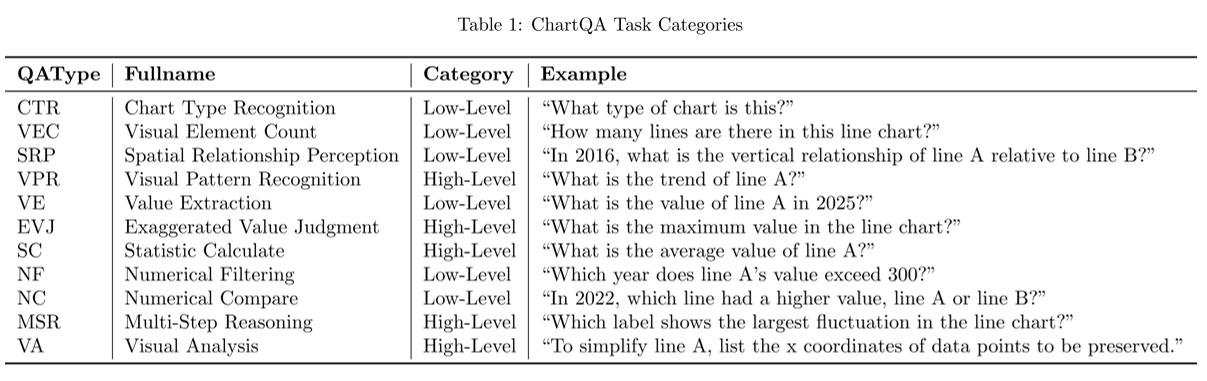 Table 1: ChartQA Task Categories
QAType Fullname Category Example
CTR Chart Type Recognition Low-Level “What type of chart is this?”
VEC Visual Element Count Low-Level “How many lines are there in this line chart?”
SRP Spatial Relationship Perception Low-Level “In 2016, what is the vertical relationship of line A relative to line B?”
VPR Visual Pattern Recognition High-Level “What is the trend of line A?”
VE Value Extraction Low-Level “What is the value of line A in 2025?”
EVJ Exaggerated Value Judgment High-Level “What is the maximum value in the line chart?”
SC Statistic Calculate High-Level “What is the average value of line A?”
NF Numerical Filtering Low-Level “Which year does line A’s value exceed 300?”
NC Numerical Compare Low-Level “In 2022, which line had a higher value, line A or line B?”
MSR Multi-Step Reasoning High-Level “Which label shows the largest fluctuation in the line chart?”
VA Visual Analysis High-Level “To simplify line A, list the x coordinates of data points to be preserved.”